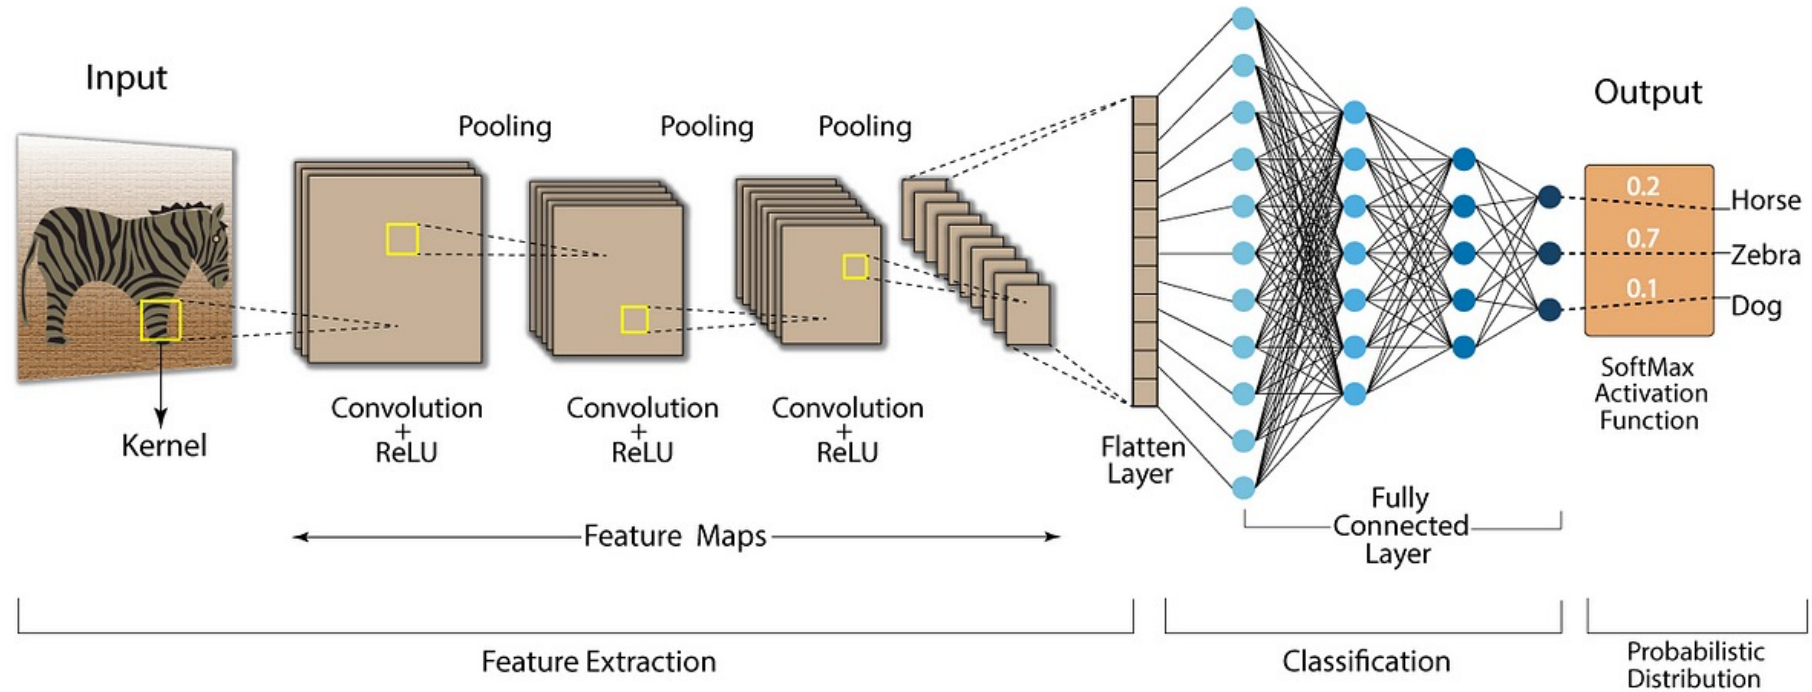 Input
Pooling
Pooling
Pooling
Output
0.2
Horse
0.7
Zebra
0.1
Dog
Kernel
Convolution
+
ReLU
Convolution
+
ReLU
Convolution
+
ReLU
Flatten
Layer
SoftMax
Activation
Function
Feature Maps
Fully
Connected
Layer
Feature Extraction
Classification
Probabilistic
Distribution